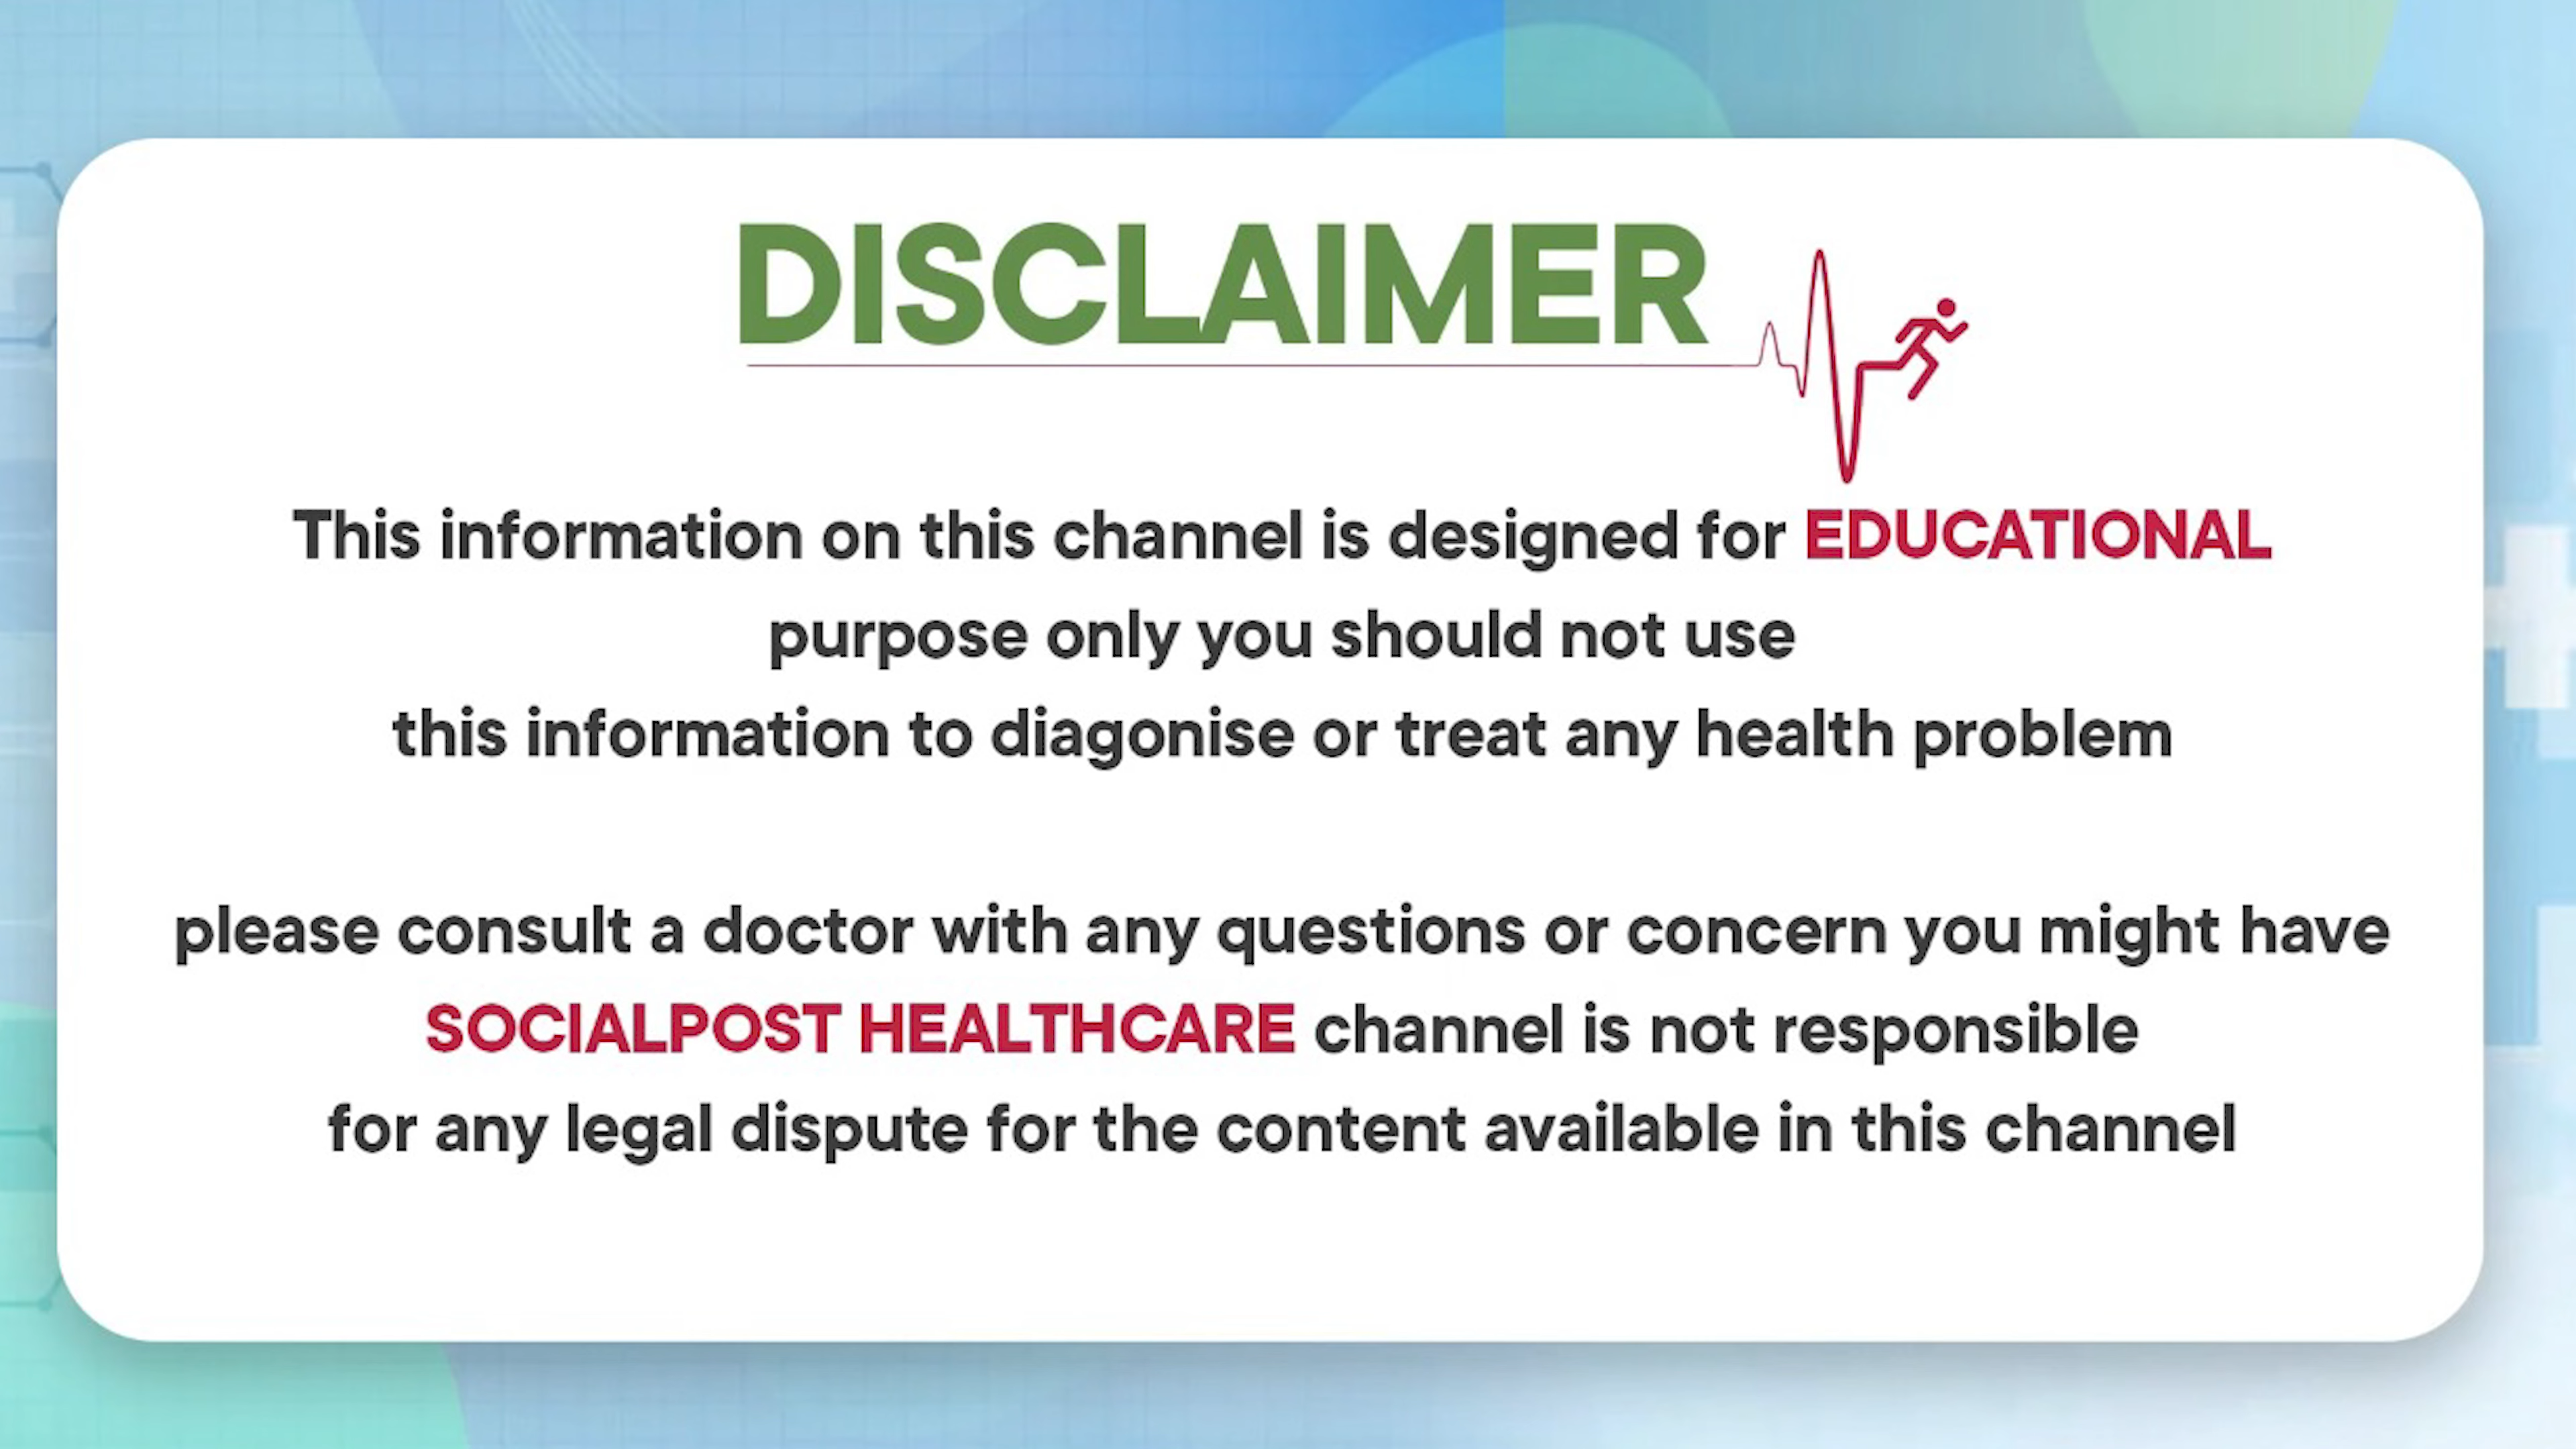 DISCLAIMER
This information on this channel is designed for EDUCATIONAL
purpose only you should not use
this information to diagonise or treat any health problem
please consult a doctor with any questions or concern you might have
SOCIALPOST HEALTHCARE channel is not responsible
for any legal dispute for the content available in this channel